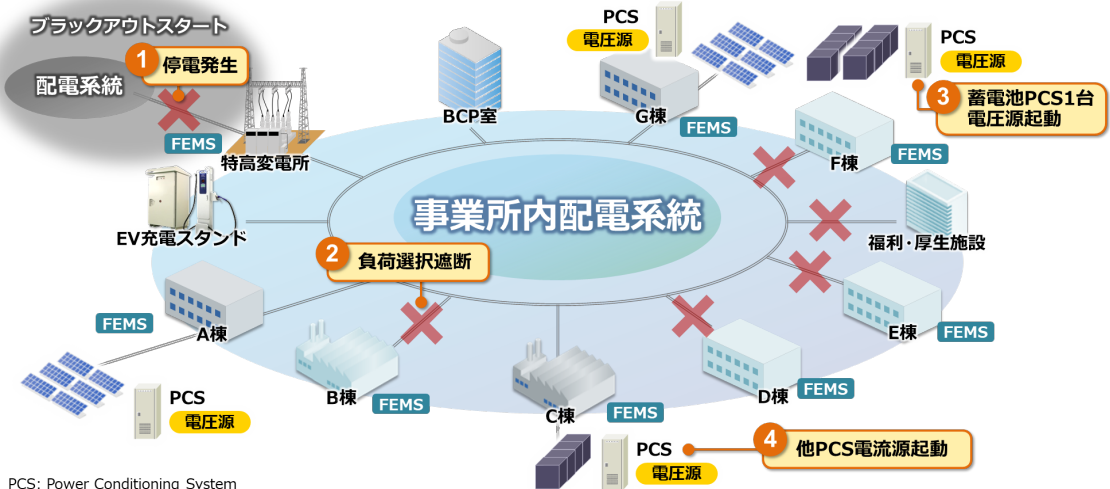 ブラックアウトスタート
1
停電発生
配電系統
FEMS
特高変電所
BCP室
PCS
電圧源
G棟
FEMS
PCS
電圧源
3
蓄電池PCS1台
電圧源起動
F棟
FEMS
EV充電スタンド
事業所内配電系統
福利・厚生施設
2
負荷選択遮断
FEMS
A棟
E棟
FEMS
PCS
電圧源
B棟
FEMS
C棟
FEMS
D棟
FEMS
PCS
電圧源
4
他PCS電流源起動
PCS: Power Conditioning System